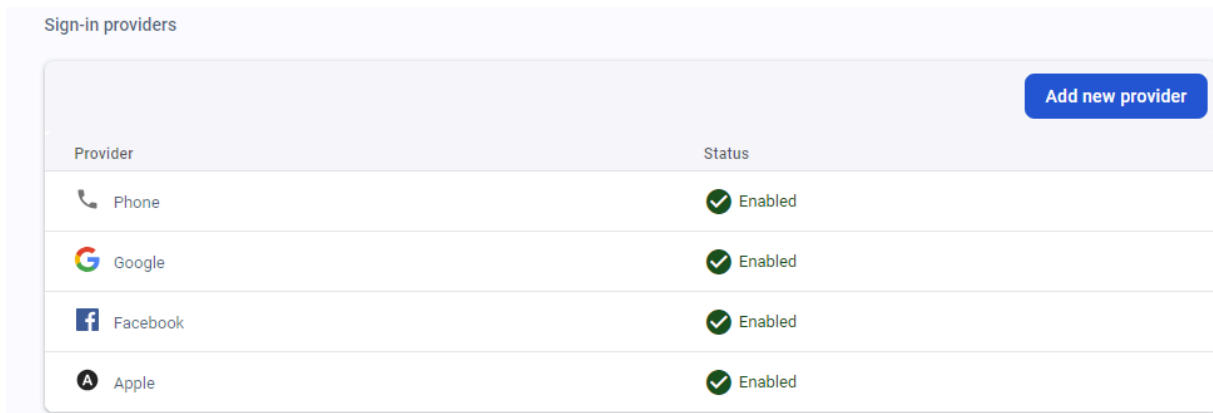 Sign-in providers
Add new provider
Provider Status
Phone Enabled
Google Enabled
Facebook Enabled
Apple Enabled